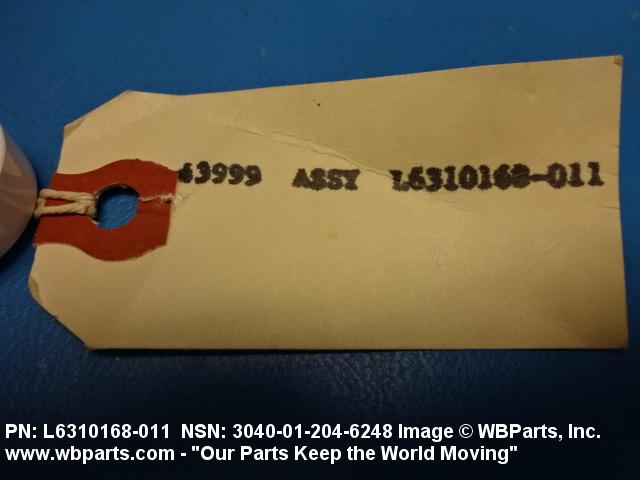 63999 ASSY L6310168-011
PN: L6310168-011 NSN: 3040-01-204-6248 Image © WBParts, Inc.
www.wbparts.com - "Our Parts Keep the World Moving"